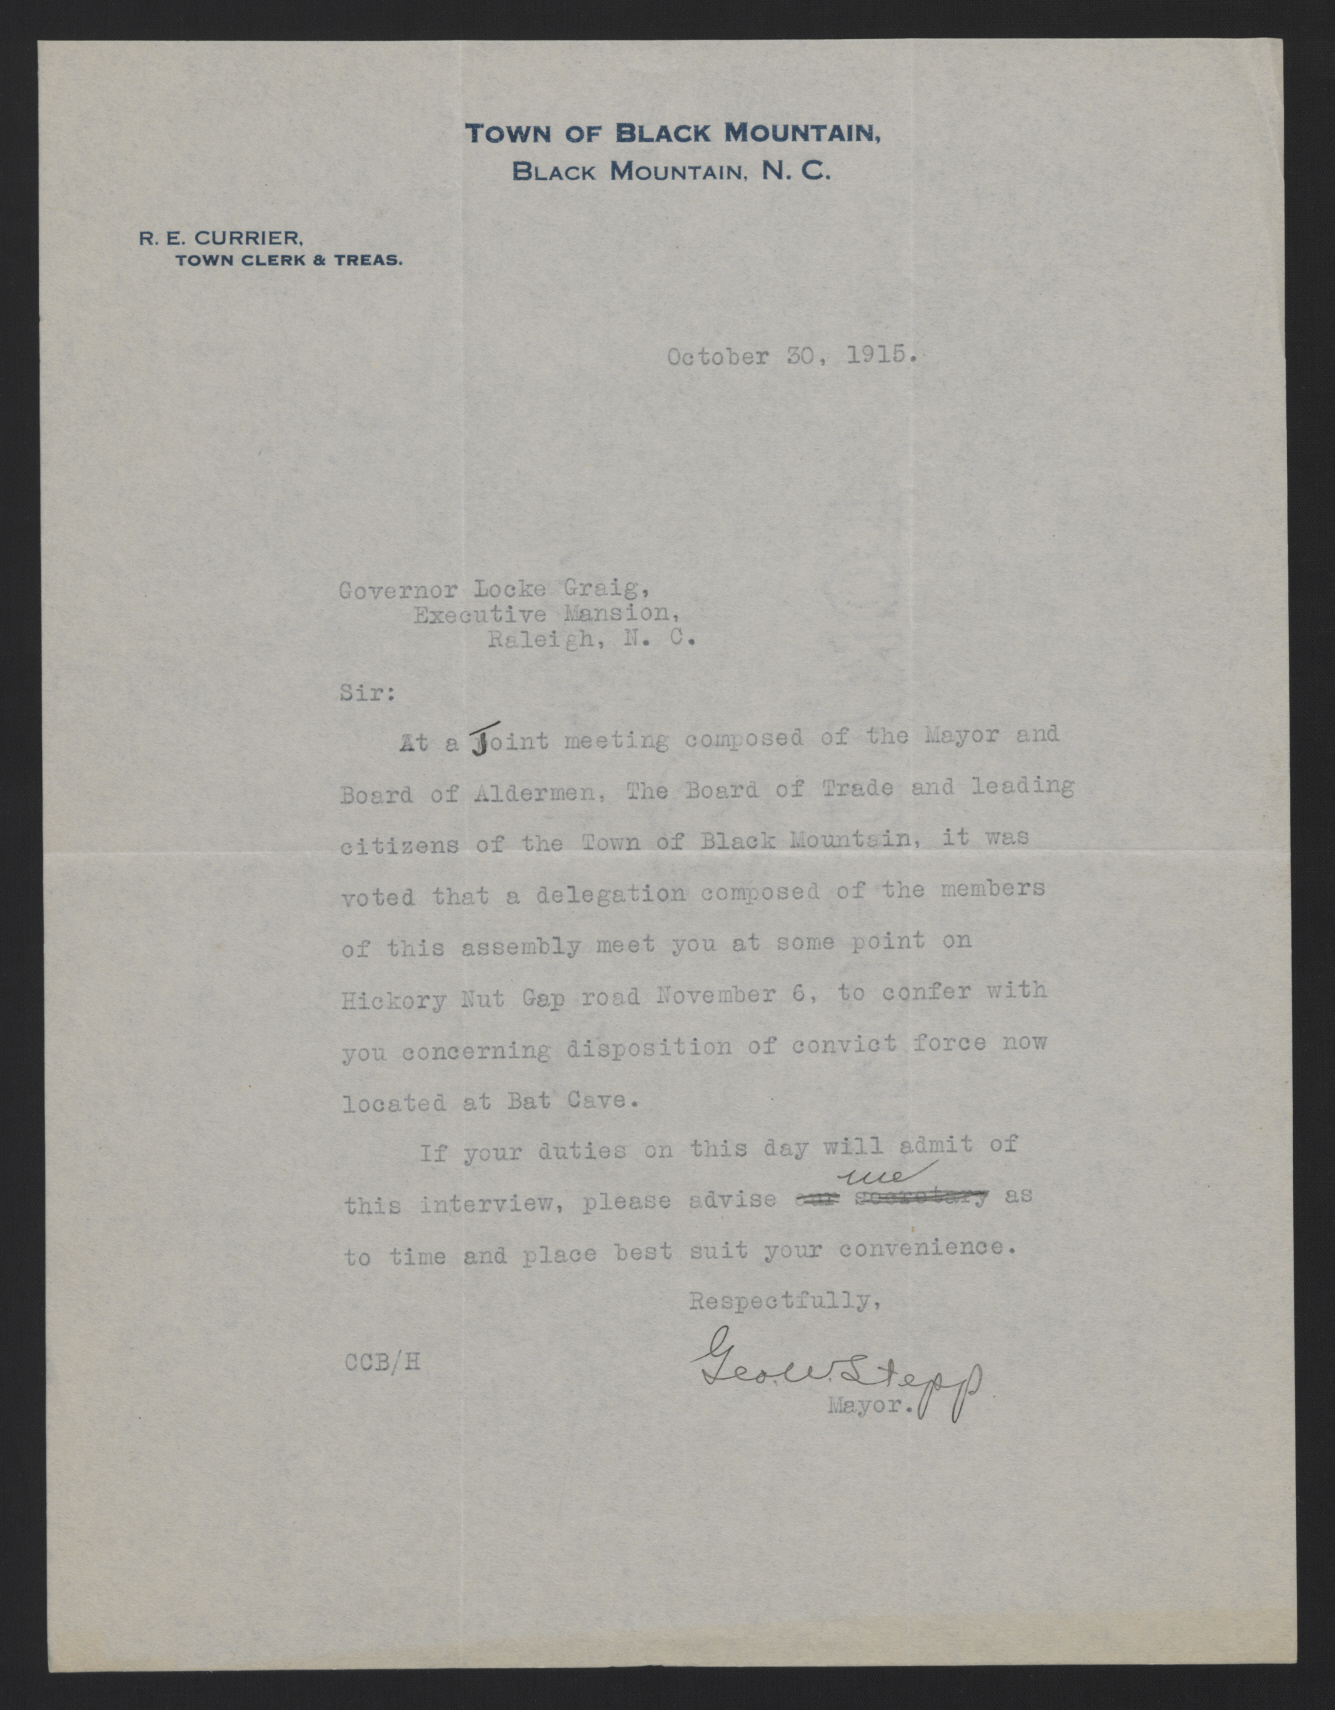 TOWN OF BLACK MOUNTAIN,
BLACK MOUNTAIN, N. C.
R. E. CURRIER,
TOWN CLERK & TREAS.
October 30, 1915.
Governor Locke Graig,
Executive Mansion,
Raleigh, N. C.
Sir:
At a Joint meeting composed of the Mayor and
Board of Aldermen, The Board of Trade and leading
citizens of the Town of Black Mountain, it was
voted that a delegation composed of the members
of this assembly meet you at some point on
Hickory Nut Gap road November 6, to confer with
you concerning disposition of convict force now
located at Bat Cave.
If your duties on this day will admit of
me
this interview, please advise our secretary as
to time and place best suit your convenience.
Respectfully,
CCB/H
Geo. W. Stepp
Mayor.